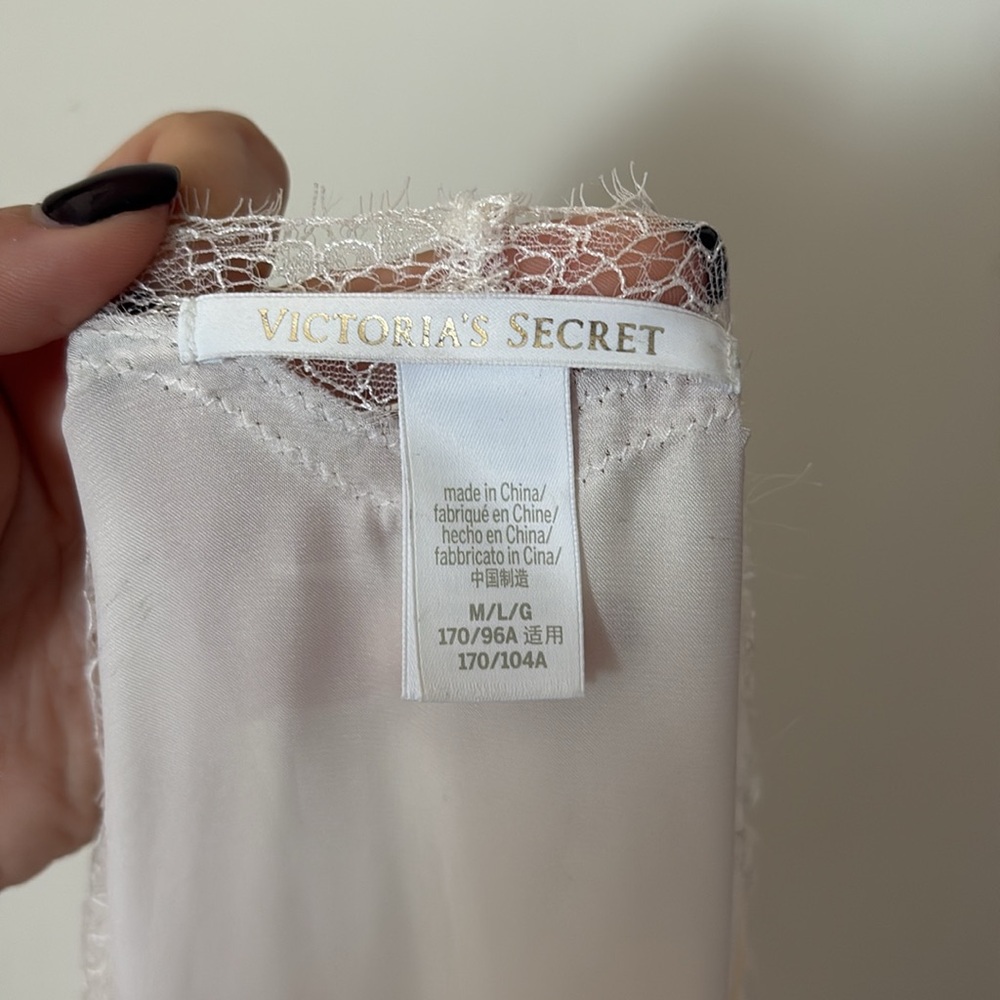 VICTORIA'S SECRET
made in China/
fabriqué en Chine/
hecho en China/
fabbricato in Cina/
中国制造
M/L/G
170/96A 适用
170/104A